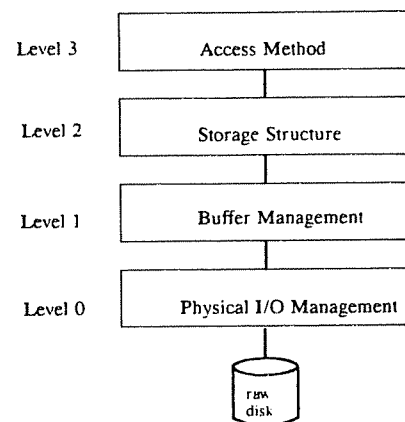 Level 3 Access Method
Level 2 Storage Structure
Level 1 Buffer Management
Level 0 Physical I/O Management
raw
disk